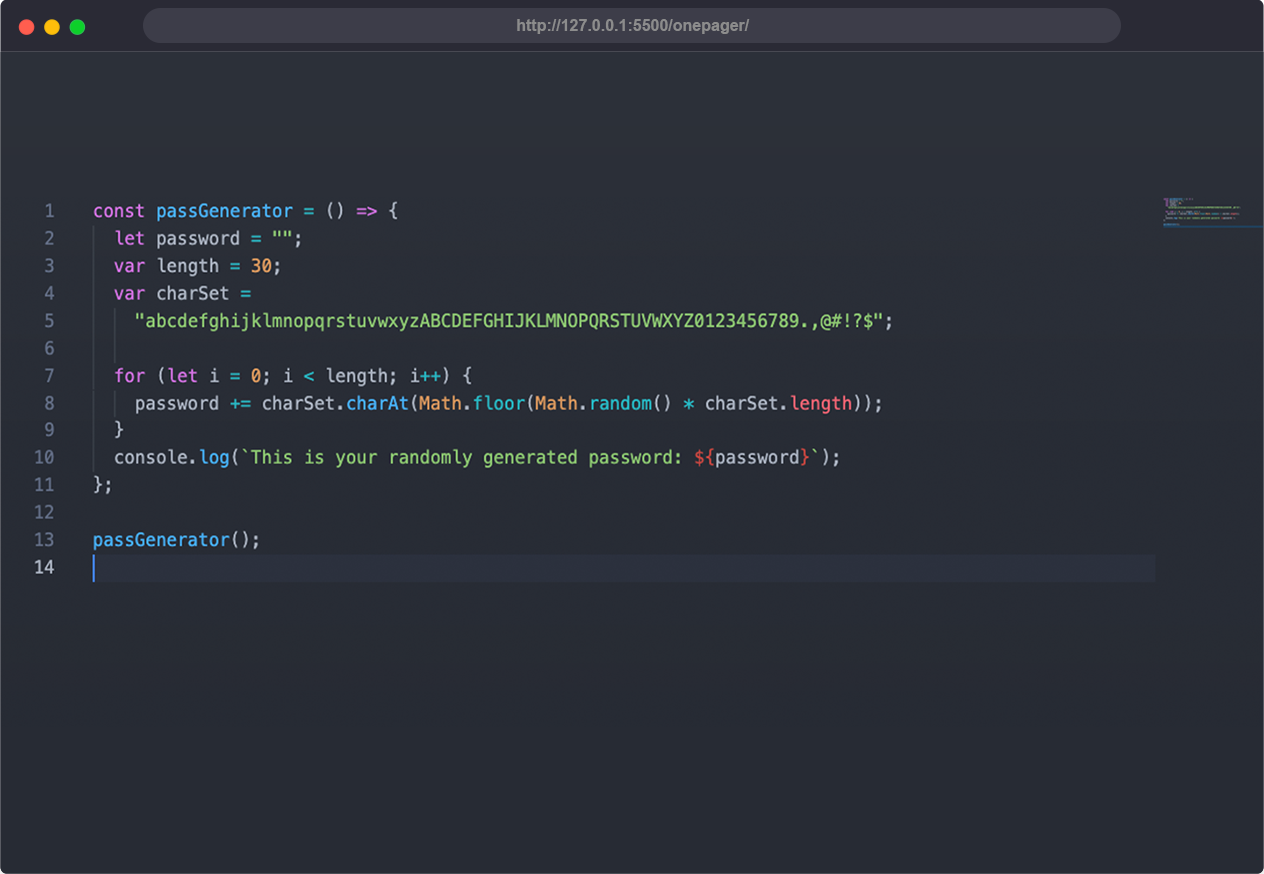 http://127.0.0.1:5500/onepager/
1 const passGenerator = () => {
2 let password = "";
3 var length = 30;
4 var charSet =
5 "abcdefghijklmnopqrstuvwxyzABCDEFGHIJKLMNOPQRSTUVWXYZ0123456789.,@#!?$";
6
7 for (let i = 0; i < length; i++) {
8 password += charSet.charAt(Math.floor(Math.random() * charSet.length));
9 }
10 console.log(`This is your randomly generated password: ${password}`);
11 };
12
13 passGenerator();
14